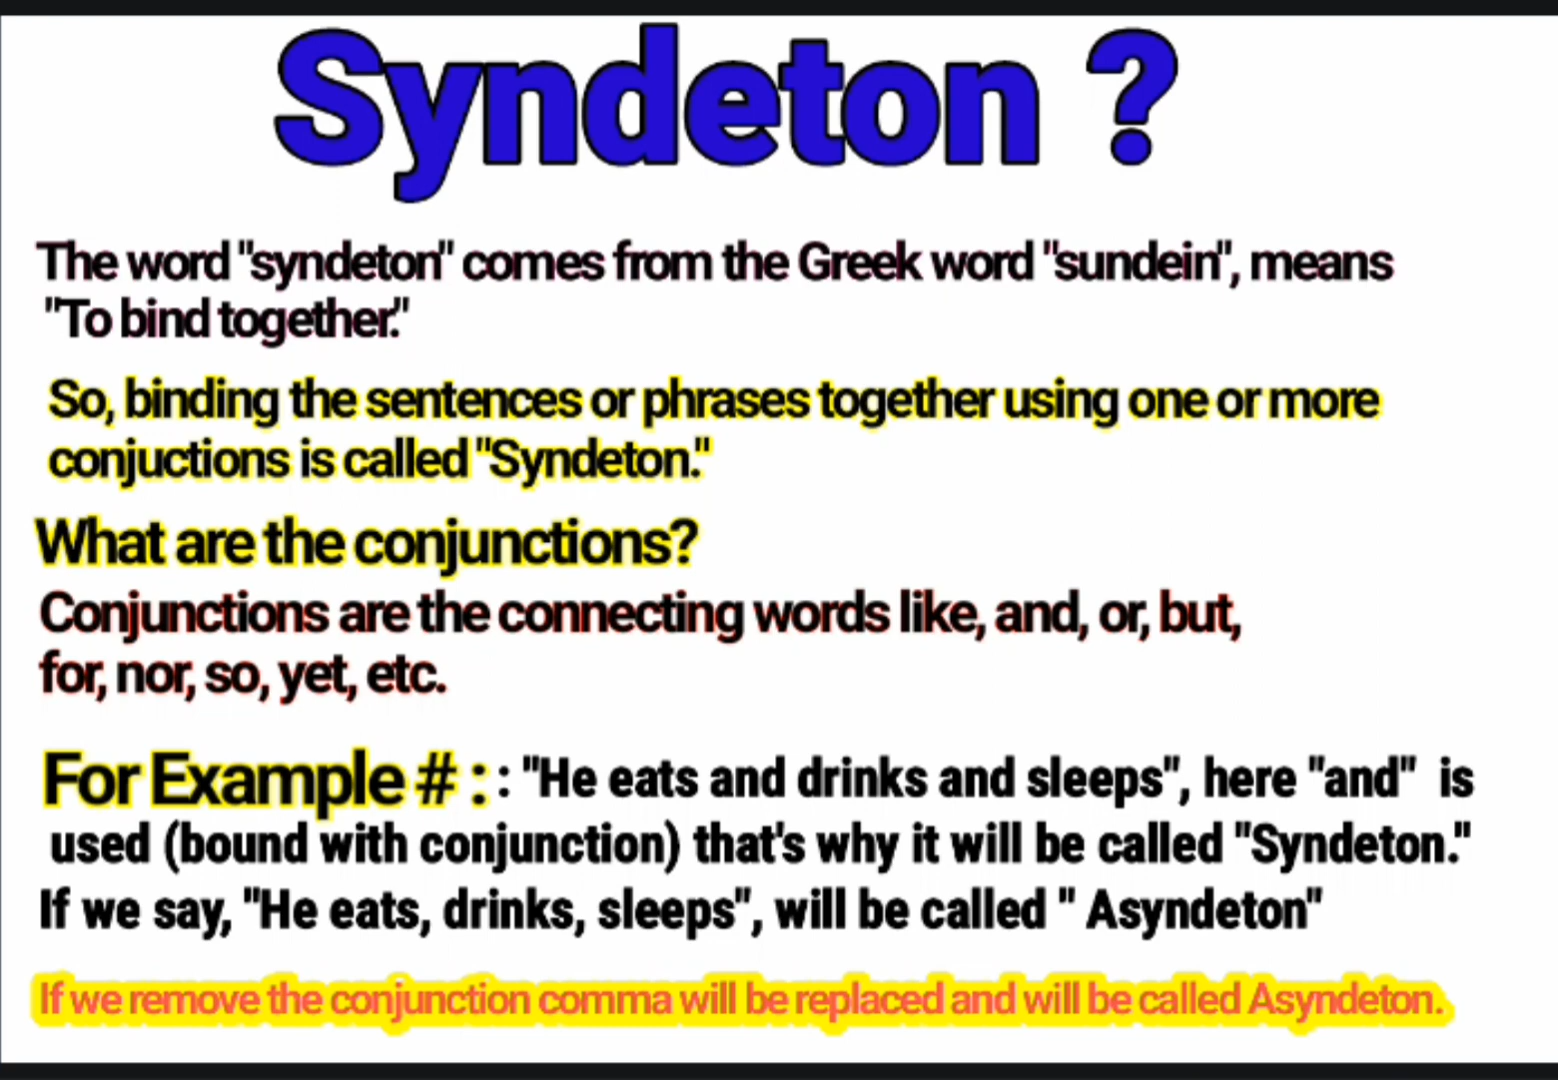 Syndeton ?
The word "syndeton" comes from the Greek word "sundein", means
"To bind together."
So, binding the sentences or phrases together using one or more
conjuctions is called "Syndeton."
What are the conjunctions?
Conjunctions are the connecting words like, and, or, but,
for, nor, so, yet, etc.
For Example # : : "He eats and drinks and sleeps", here "and" is
used (bound with conjunction) that's why it will be called "Syndeton."
If we say, "He eats, drinks, sleeps", will be called " Asyndeton"
If we remove the conjunction comma will be replaced and will be called Asyndeton.